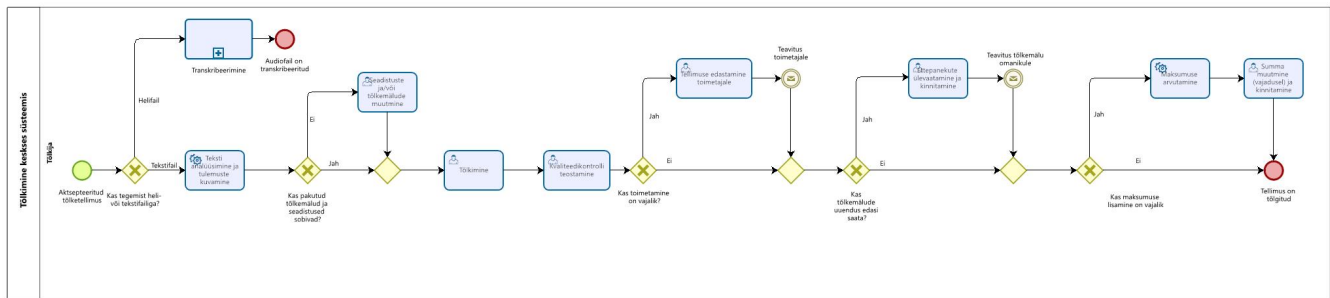 Tõlkimine keskses süsteemis
Tõlkija
Aktsepteeritud
tõlketellimus
Kas tegemist heli-
või tekstifailiga?
Helifail
Tekstifail
Transkribeerimine
Audiofail on
transkribeeritud
Teksti
analüüsimine ja
tulemuste
kuvamine
Kas pakutud
tõlkemälud ja
seadistused
sobivad?
Ei
Jah
Seadistuste
ja/või
tõlkemälude
muutmine
Tõlkimine
Kvaliteedikontrolli
teostamine
Kas toimetamine
on vajalik?
Jah
Ei
Tellimuse edastamine
toimetajale
Teavitus
toimetajale
Kas
tõlkemälude
uuendus edasi
saata?
Jah
Ei
Ettepanekute
ülevaatamine ja
kinnitamine
Teavitus tõlkemälu
omanikule
Kas maksumuse
lisamine on vajalik
Jah
Ei
Maksumuse
arvutamine
Summa
muutmine
(vajadusel) ja
kinnitamine
Tellimus on
tõlgitud